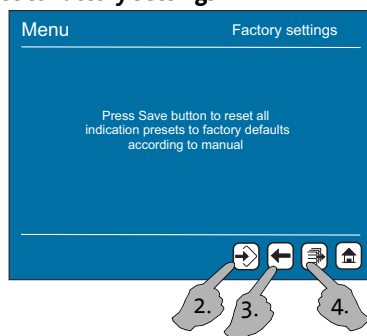 Menu
Factory settings
Press Save button to reset all
indication presets to factory defaults
according to manual
2.
3.
4.